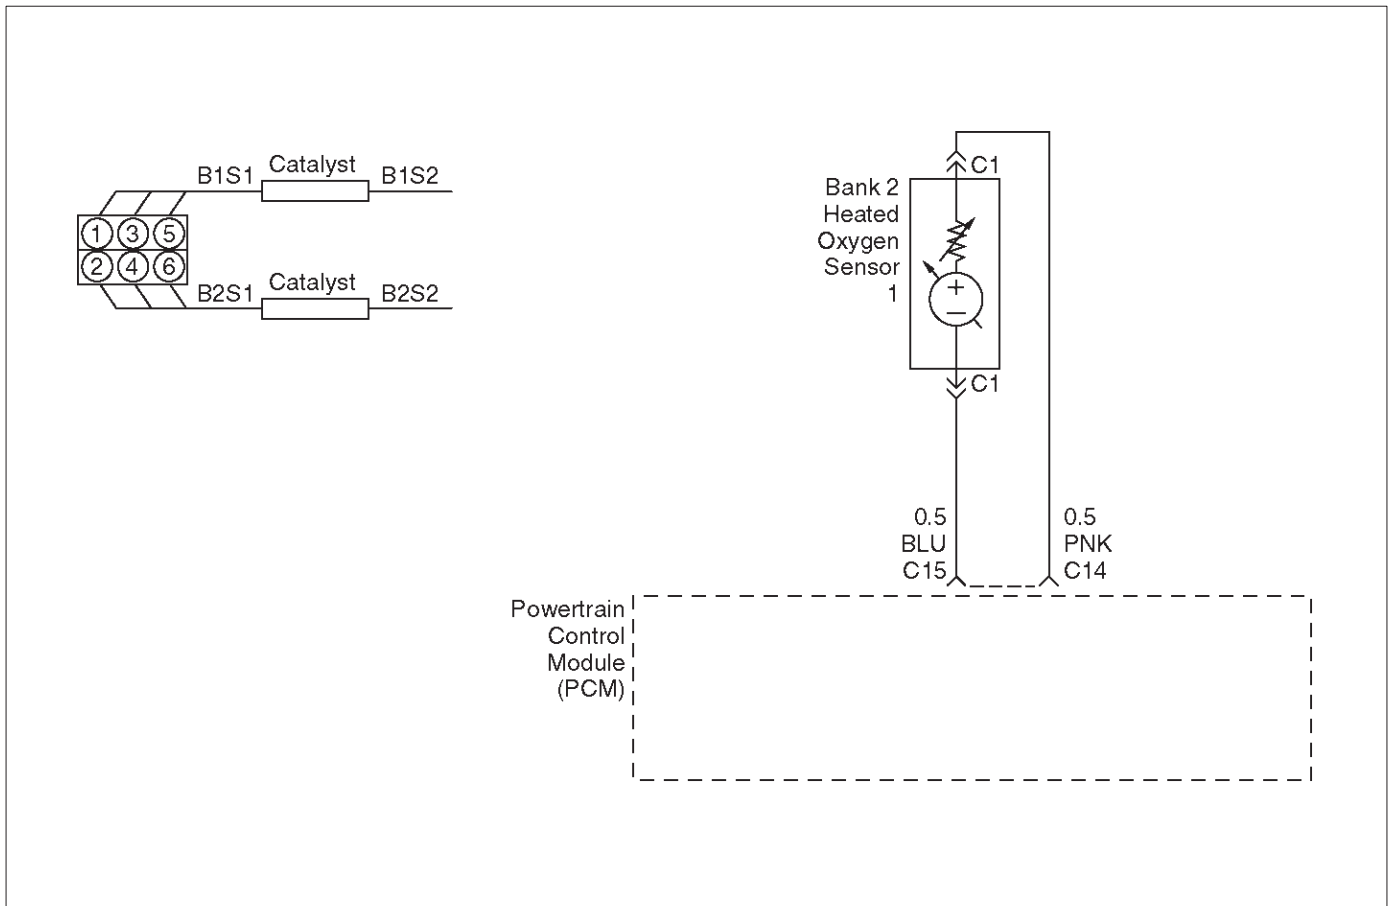 B1S1 Catalyst B1S2
1 3 5
2 4 6
B2S1 Catalyst B2S2
C1
Bank 2
Heated
Oxygen
Sensor
1
+
−
C1
0.5 0.5
BLU PNK
C15 C14
Powertrain
Control
Module
(PCM)